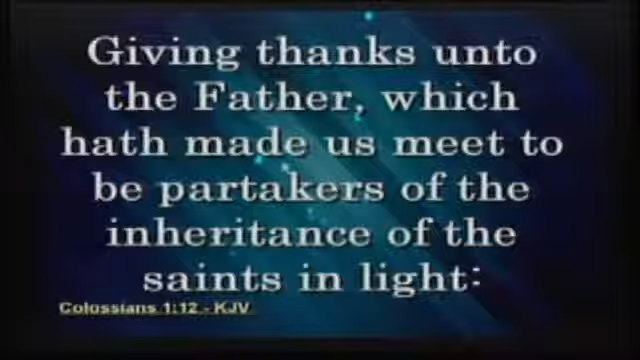 Giving thanks unto
the Father, which
hath made us meet to
be partakers of the
inheritance of the
saints in light:
Colossians 1:12 - KJV